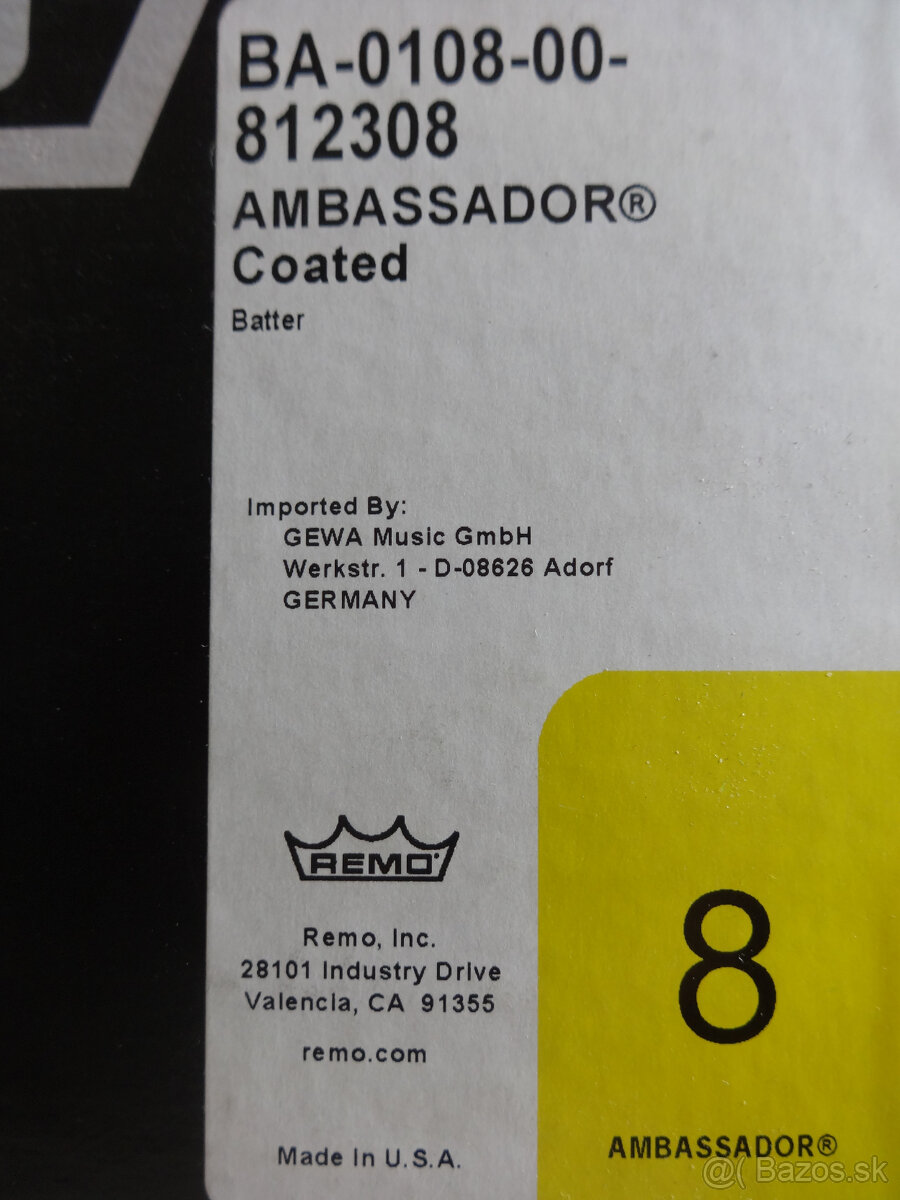 BA-0108-00-
812308
AMBASSADOR®
Coated
Batter
Imported By:
GEWA Music GmbH
Werkstr. 1 - D-08626 Adorf
GERMANY
REMO
Remo, Inc.
28101 Industry Drive
Valencia, CA 91355
remo.com
Made In U.S.A.
8
AMBASSADOR®
@( Bazos.sk